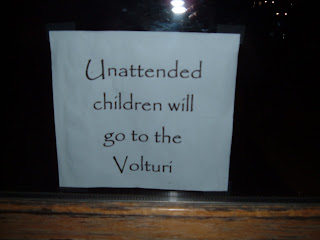 Unattended
children will
go to the
Volturi